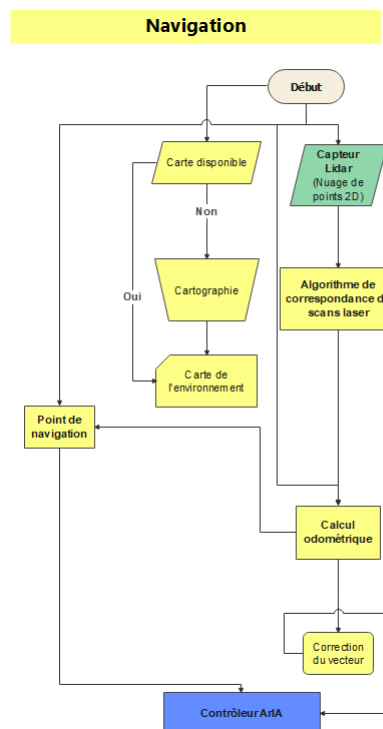 Navigation
Début
Carte disponible
Capteur
Lidar
(Nuage de
points 2D)
Non
Cartographie
Algorithme de
correspondance d
scans laser
Oui
Carte de
l'environnement
Point de
navigation
Calcul
odométrique
Correction
du vecteur
Contrôleur ArIA